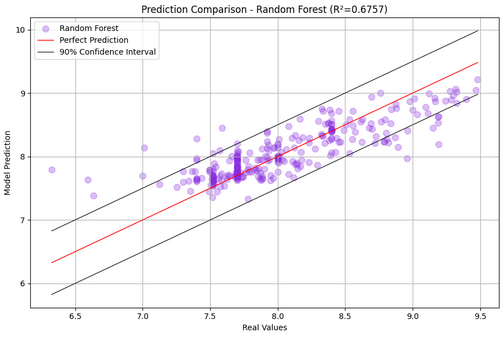 Prediction Comparison - Random Forest (R²=0.6757)
Random Forest
Perfect Prediction
90% Confidence Interval
10
9
8
7
6
Model Prediction
6.5 7.0 7.5 8.0 8.5 9.0 9.5
Real Values